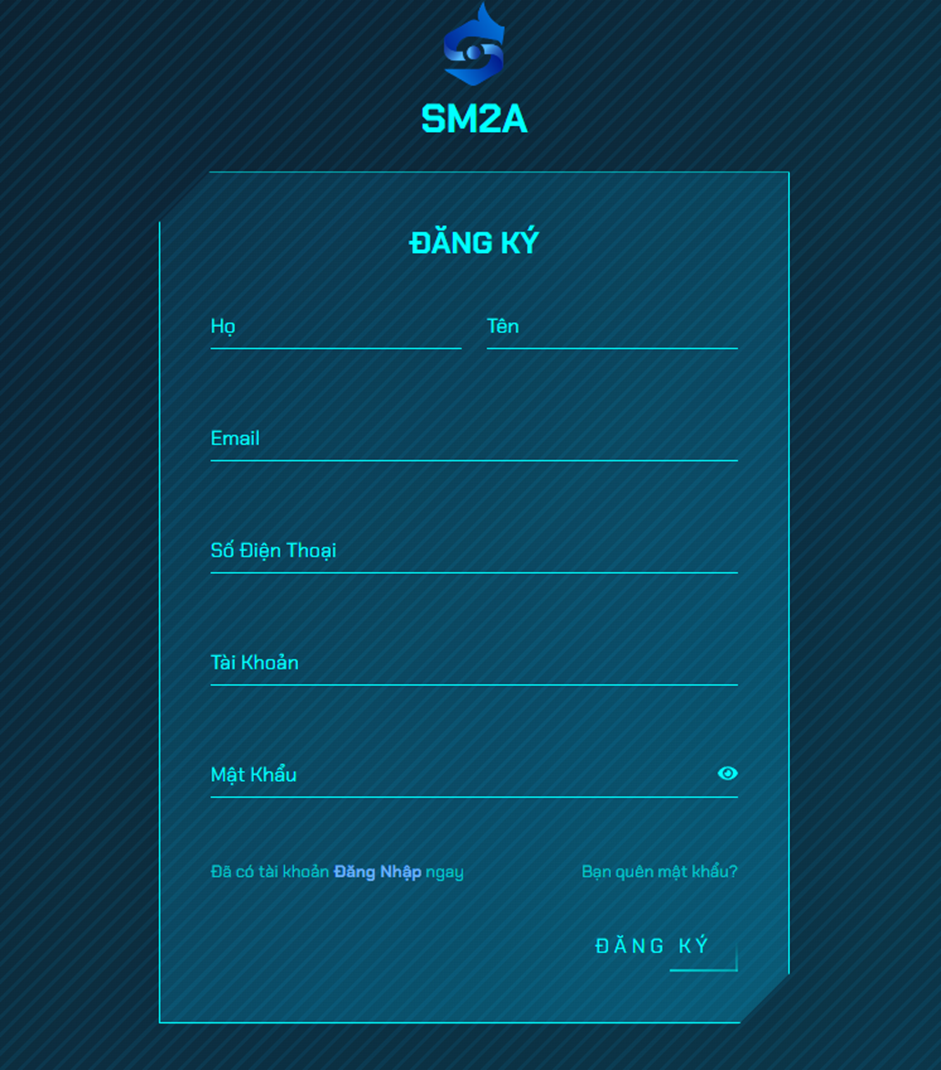 SM2A
ĐĂNG KÝ
Họ Tên
Email
Số Điện Thoại
Tài Khoản
Mật Khẩu
Đã có tài khoản Đăng Nhập ngay Bạn quên mật khẩu?
ĐĂNG KÝ